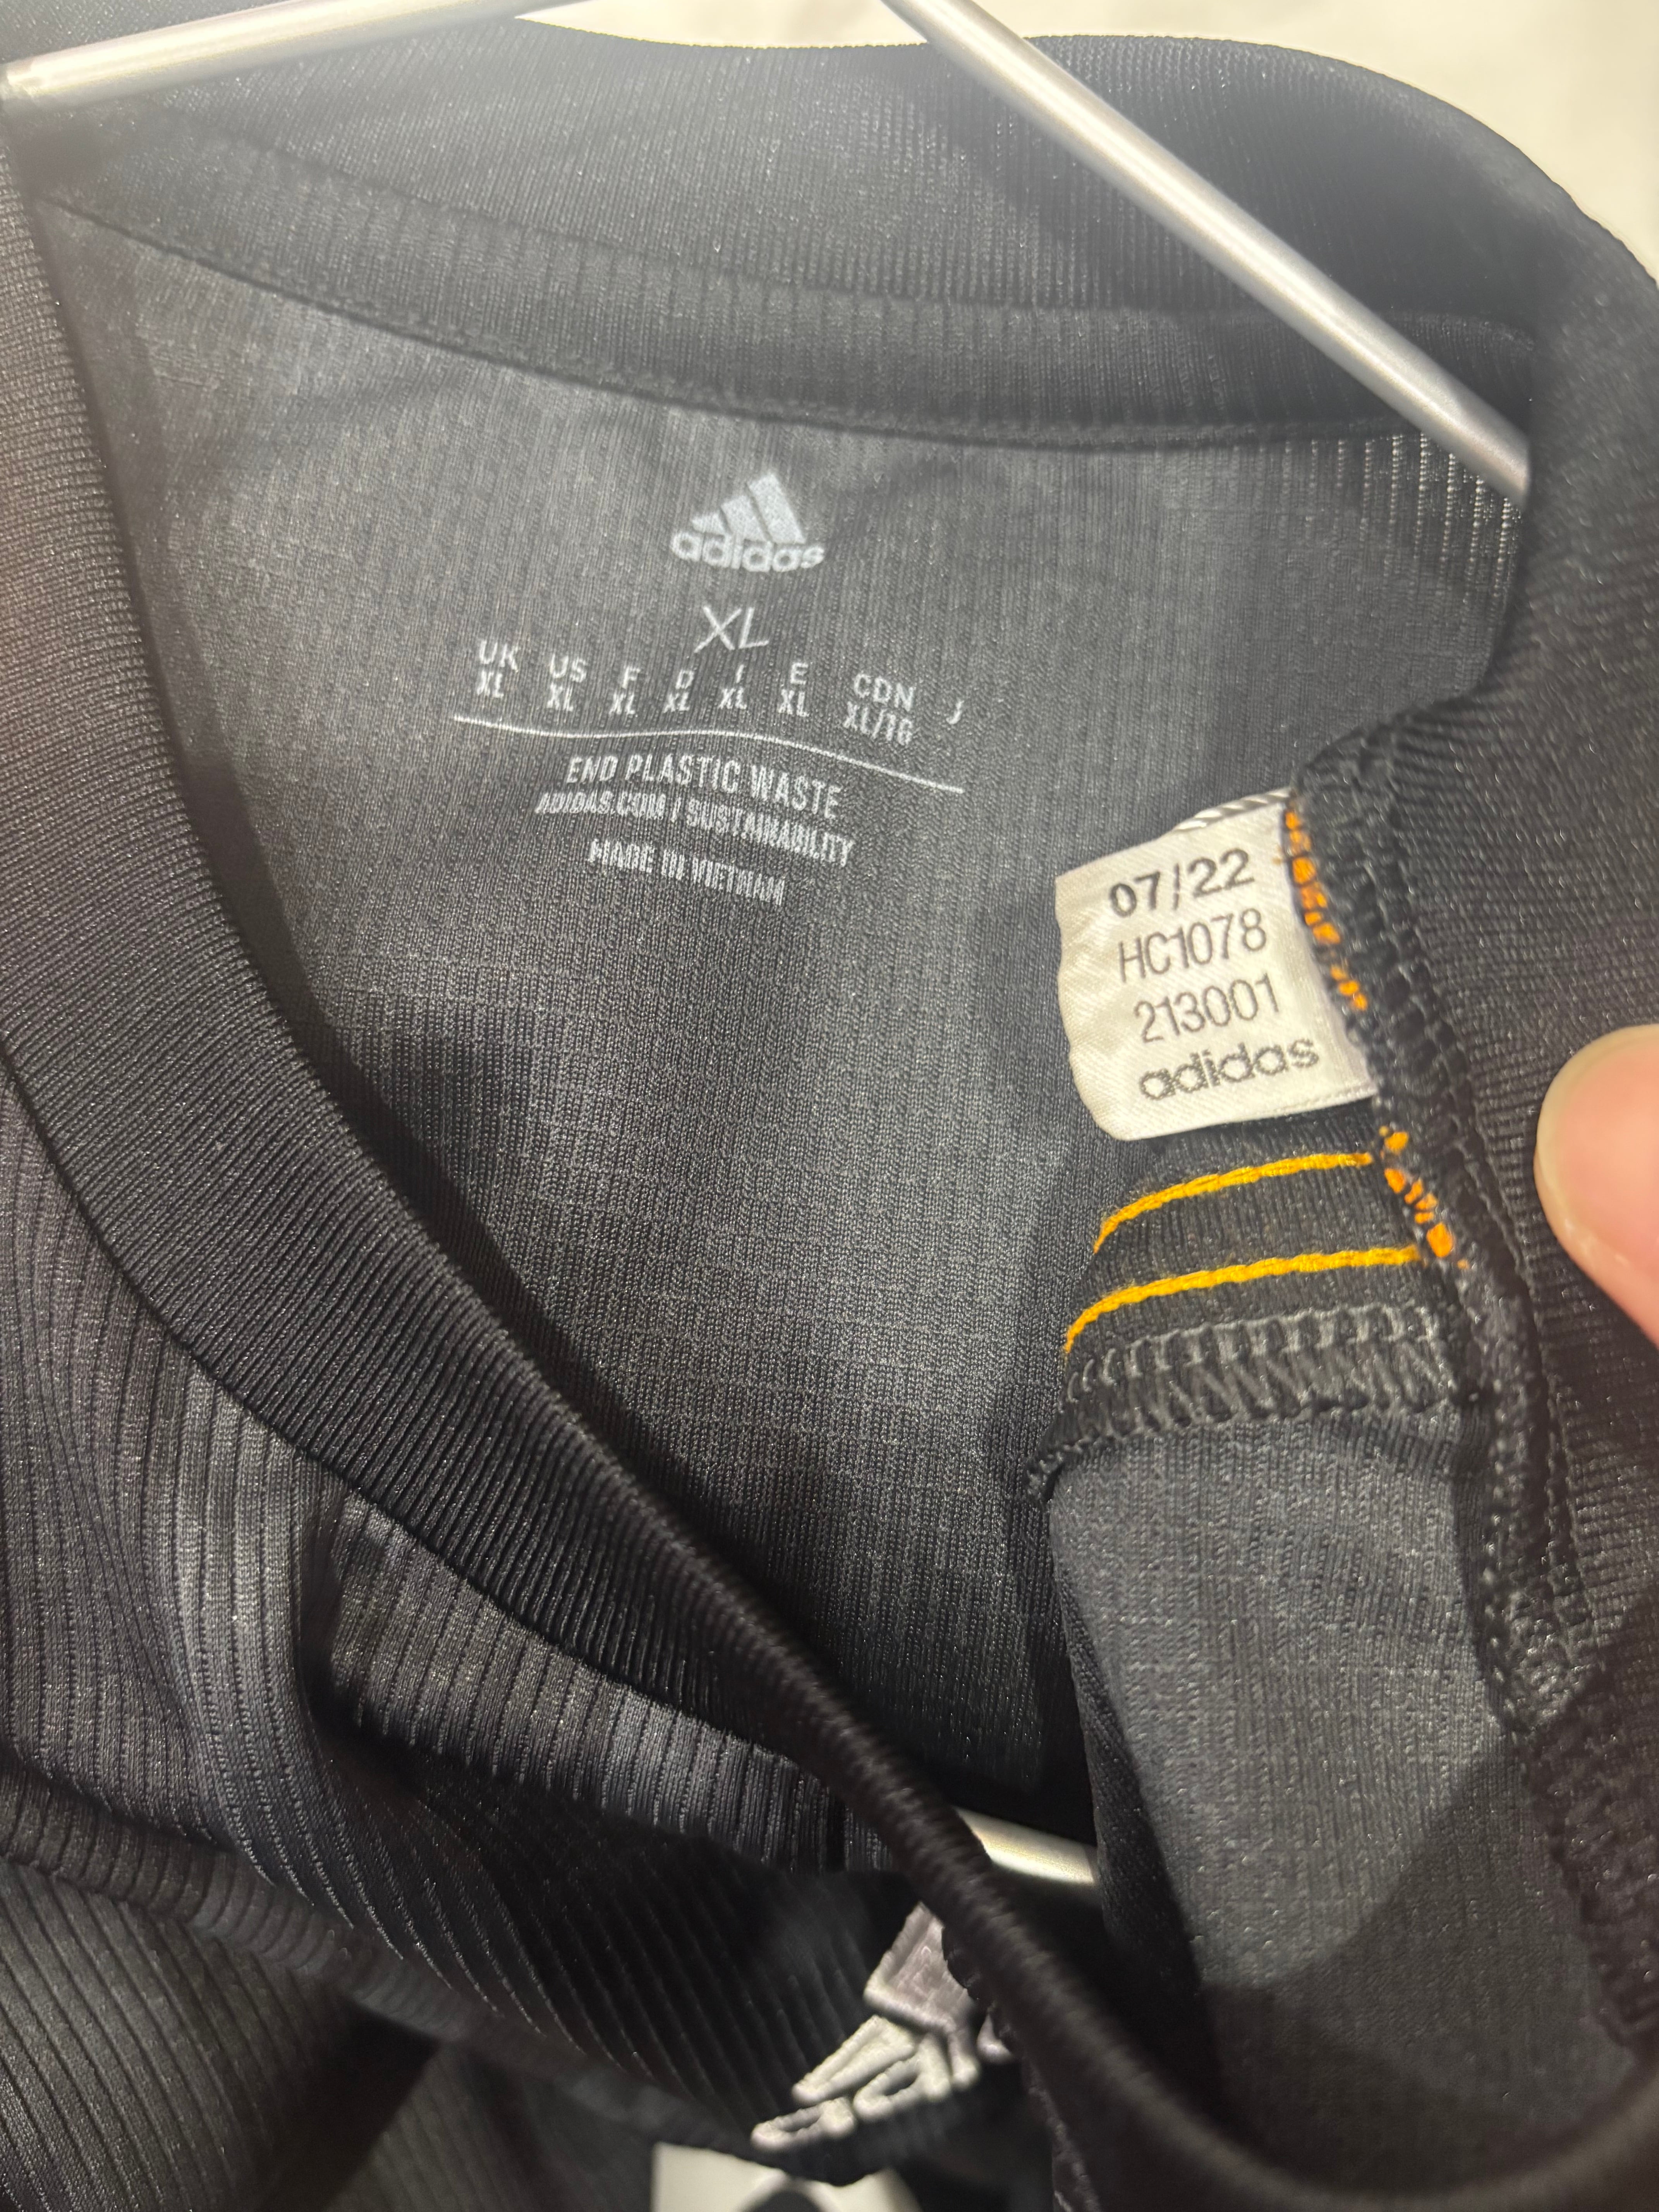 adidas
XL
UK US F D I E CDN J
XL XL XL XL XL XL XL/TG
END PLASTIC WASTE
ADIDAS.COM / SUSTAINABILITY
MADE IN VIETNAM
07/22
HC1078
213001
adidas